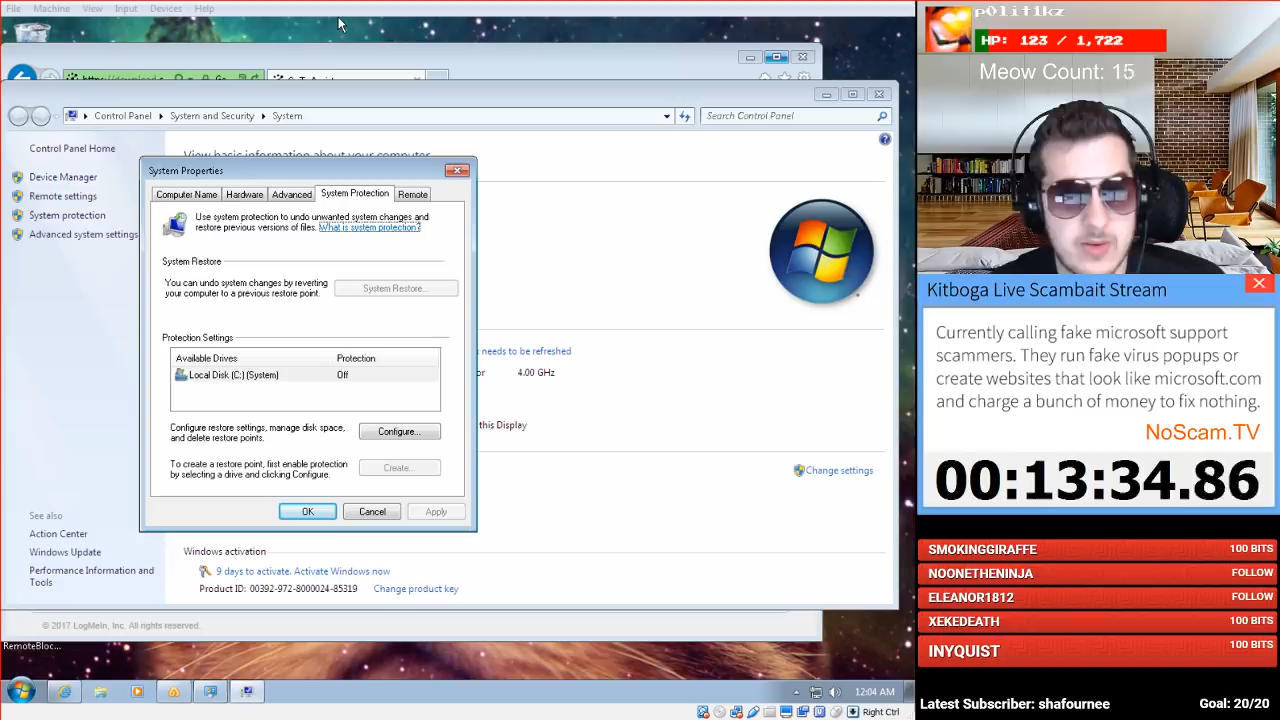 File Machine View Input Devices Help
Control Panel System and Security System
Search Control Panel
Control Panel Home
Device Manager
Remote settings
System protection
Advanced system settings
View basic information about your computer
System Properties
Computer Name Hardware Advanced System Protection Remote
Use system protection to undo unwanted system changes and
restore previous versions of files. What is system protection?
System Restore
You can undo system changes by reverting
your computer to a previous restore point.
System Restore...
Protection Settings
Available Drives Protection
Local Disk (C:) (System) Off
Configure restore settings, manage disk space,
and delete restore points.
Configure...
To create a restore point, first enable protection
by selecting a drive and clicking Configure.
Create...
OK Cancel Apply
needs to be refreshed
or 4.00 GHz
this Display
Change settings
See also
Action Center
Windows Update
Performance Information and
Tools
Windows activation
9 days to activate. Activate Windows now
Product ID: 00392-972-8000024-85319 Change product key
© 2017 LogMeIn, Inc. All rights reserved.
RemoteBloc...
12:04 AM
Right Ctrl
p0lit1kz
HP: 123 / 1,722
Meow Count: 15
Kitboga Live Scambait Stream
Currently calling fake microsoft support
scammers. They run fake virus popups or
create websites that look like microsoft.com
and charge a bunch of money to fix nothing.
NoScam.TV
00:13:34.86
SMOKINGGIRAFFE 100 BITS
NOONETHENINJA FOLLOW
ELEANOR1812 FOLLOW
XEKEDEATH 100 BITS
INYQUIST 100 BITS
Latest Subscriber: shafournee Goal: 20/20